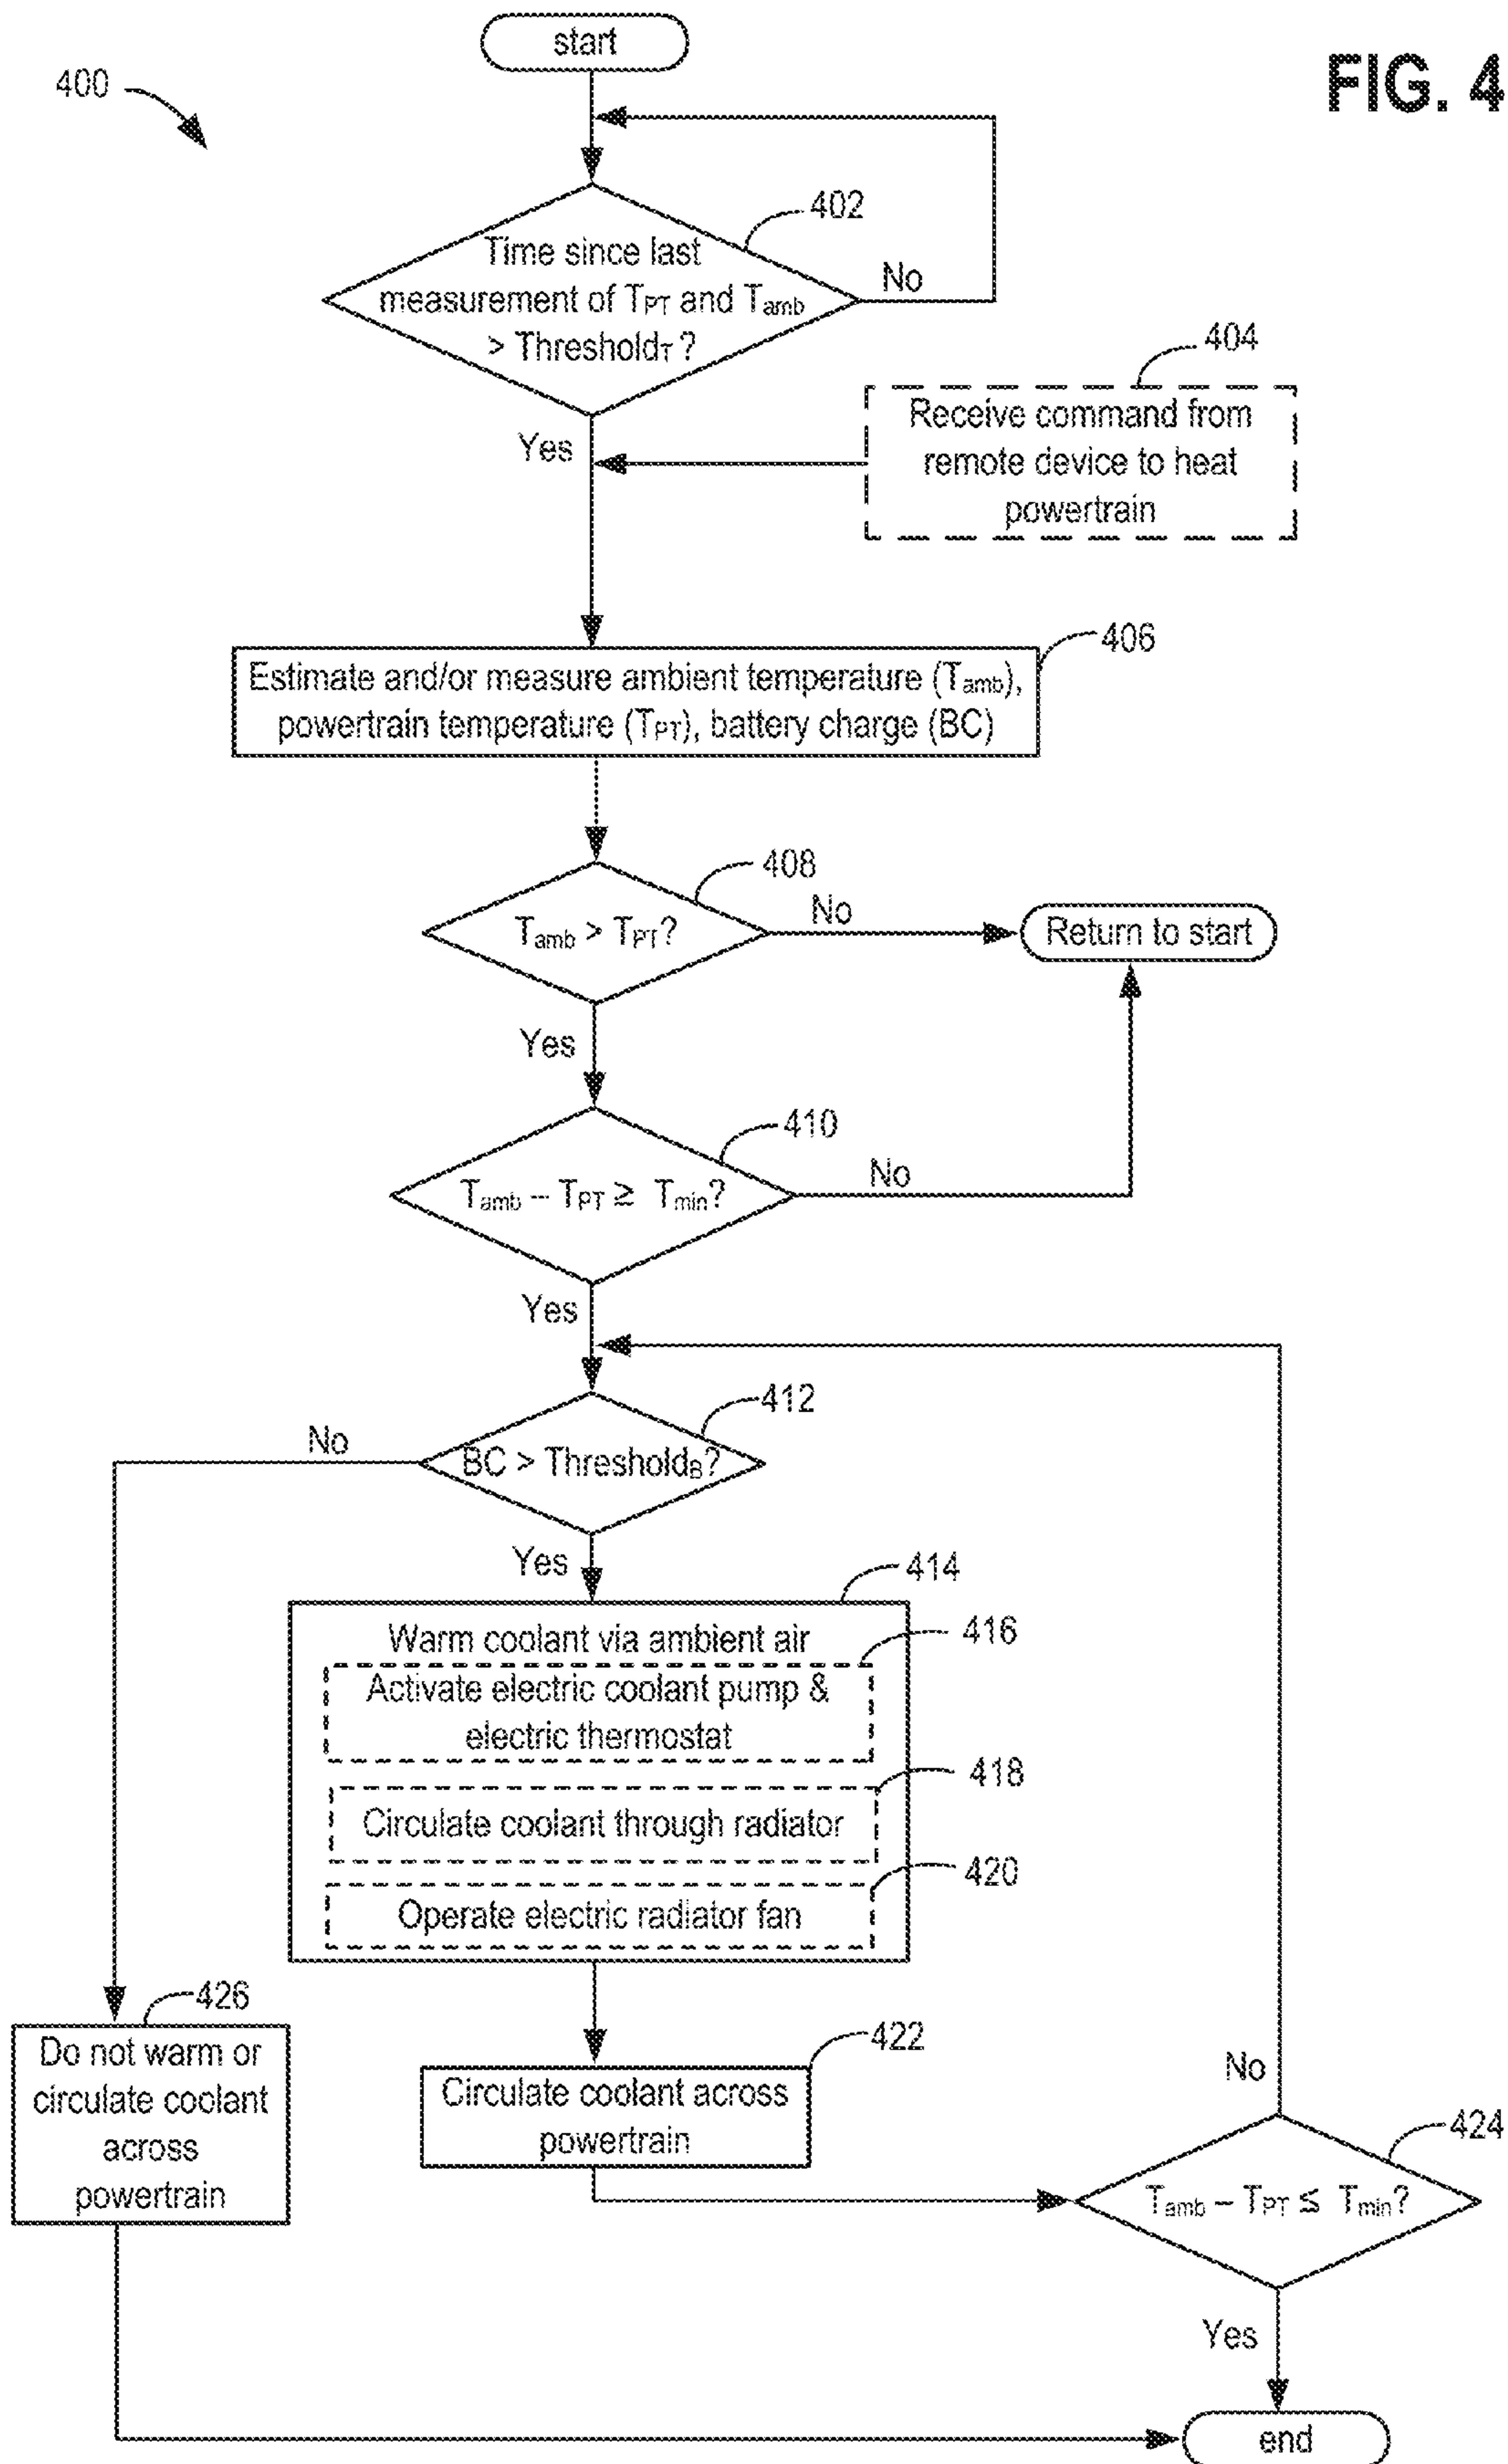 start
FIG. 4
400
402
Time since last
measurement of TPT and Tamb
> ThresholdT ?
No
404
Receive command from
remote device to heat
powertrain
Yes
406
Estimate and/or measure ambient temperature (Tamb),
powertrain temperature (TPT), battery charge (BC)
408
Tamb > TPT?
No
Return to start
Yes
410
Tamb – TPT ≥ Tmin?
No
Yes
412
BC > ThresholdB?
No
Yes
414
Warm coolant via ambient air
416
Activate electric coolant pump &
electric thermostat
418
Circulate coolant through radiator
420
Operate electric radiator fan
426
Do not warm or
circulate coolant
across
powertrain
422
Circulate coolant across
powertrain
No
424
Tamb – TPT ≤ Tmin?
Yes
end